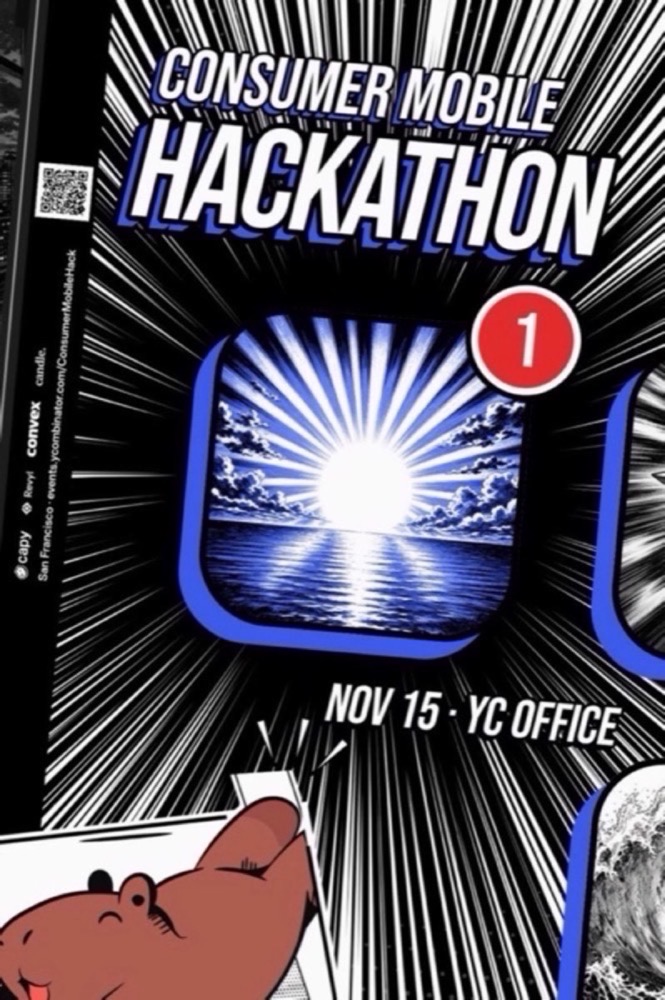 CONSUMER MOBILE
HACKATHON
1
NOV 15 · YC OFFICE
San Francisco · events.ycombinator.com/ConsumerMobileHack
capy Revyl convex candle.